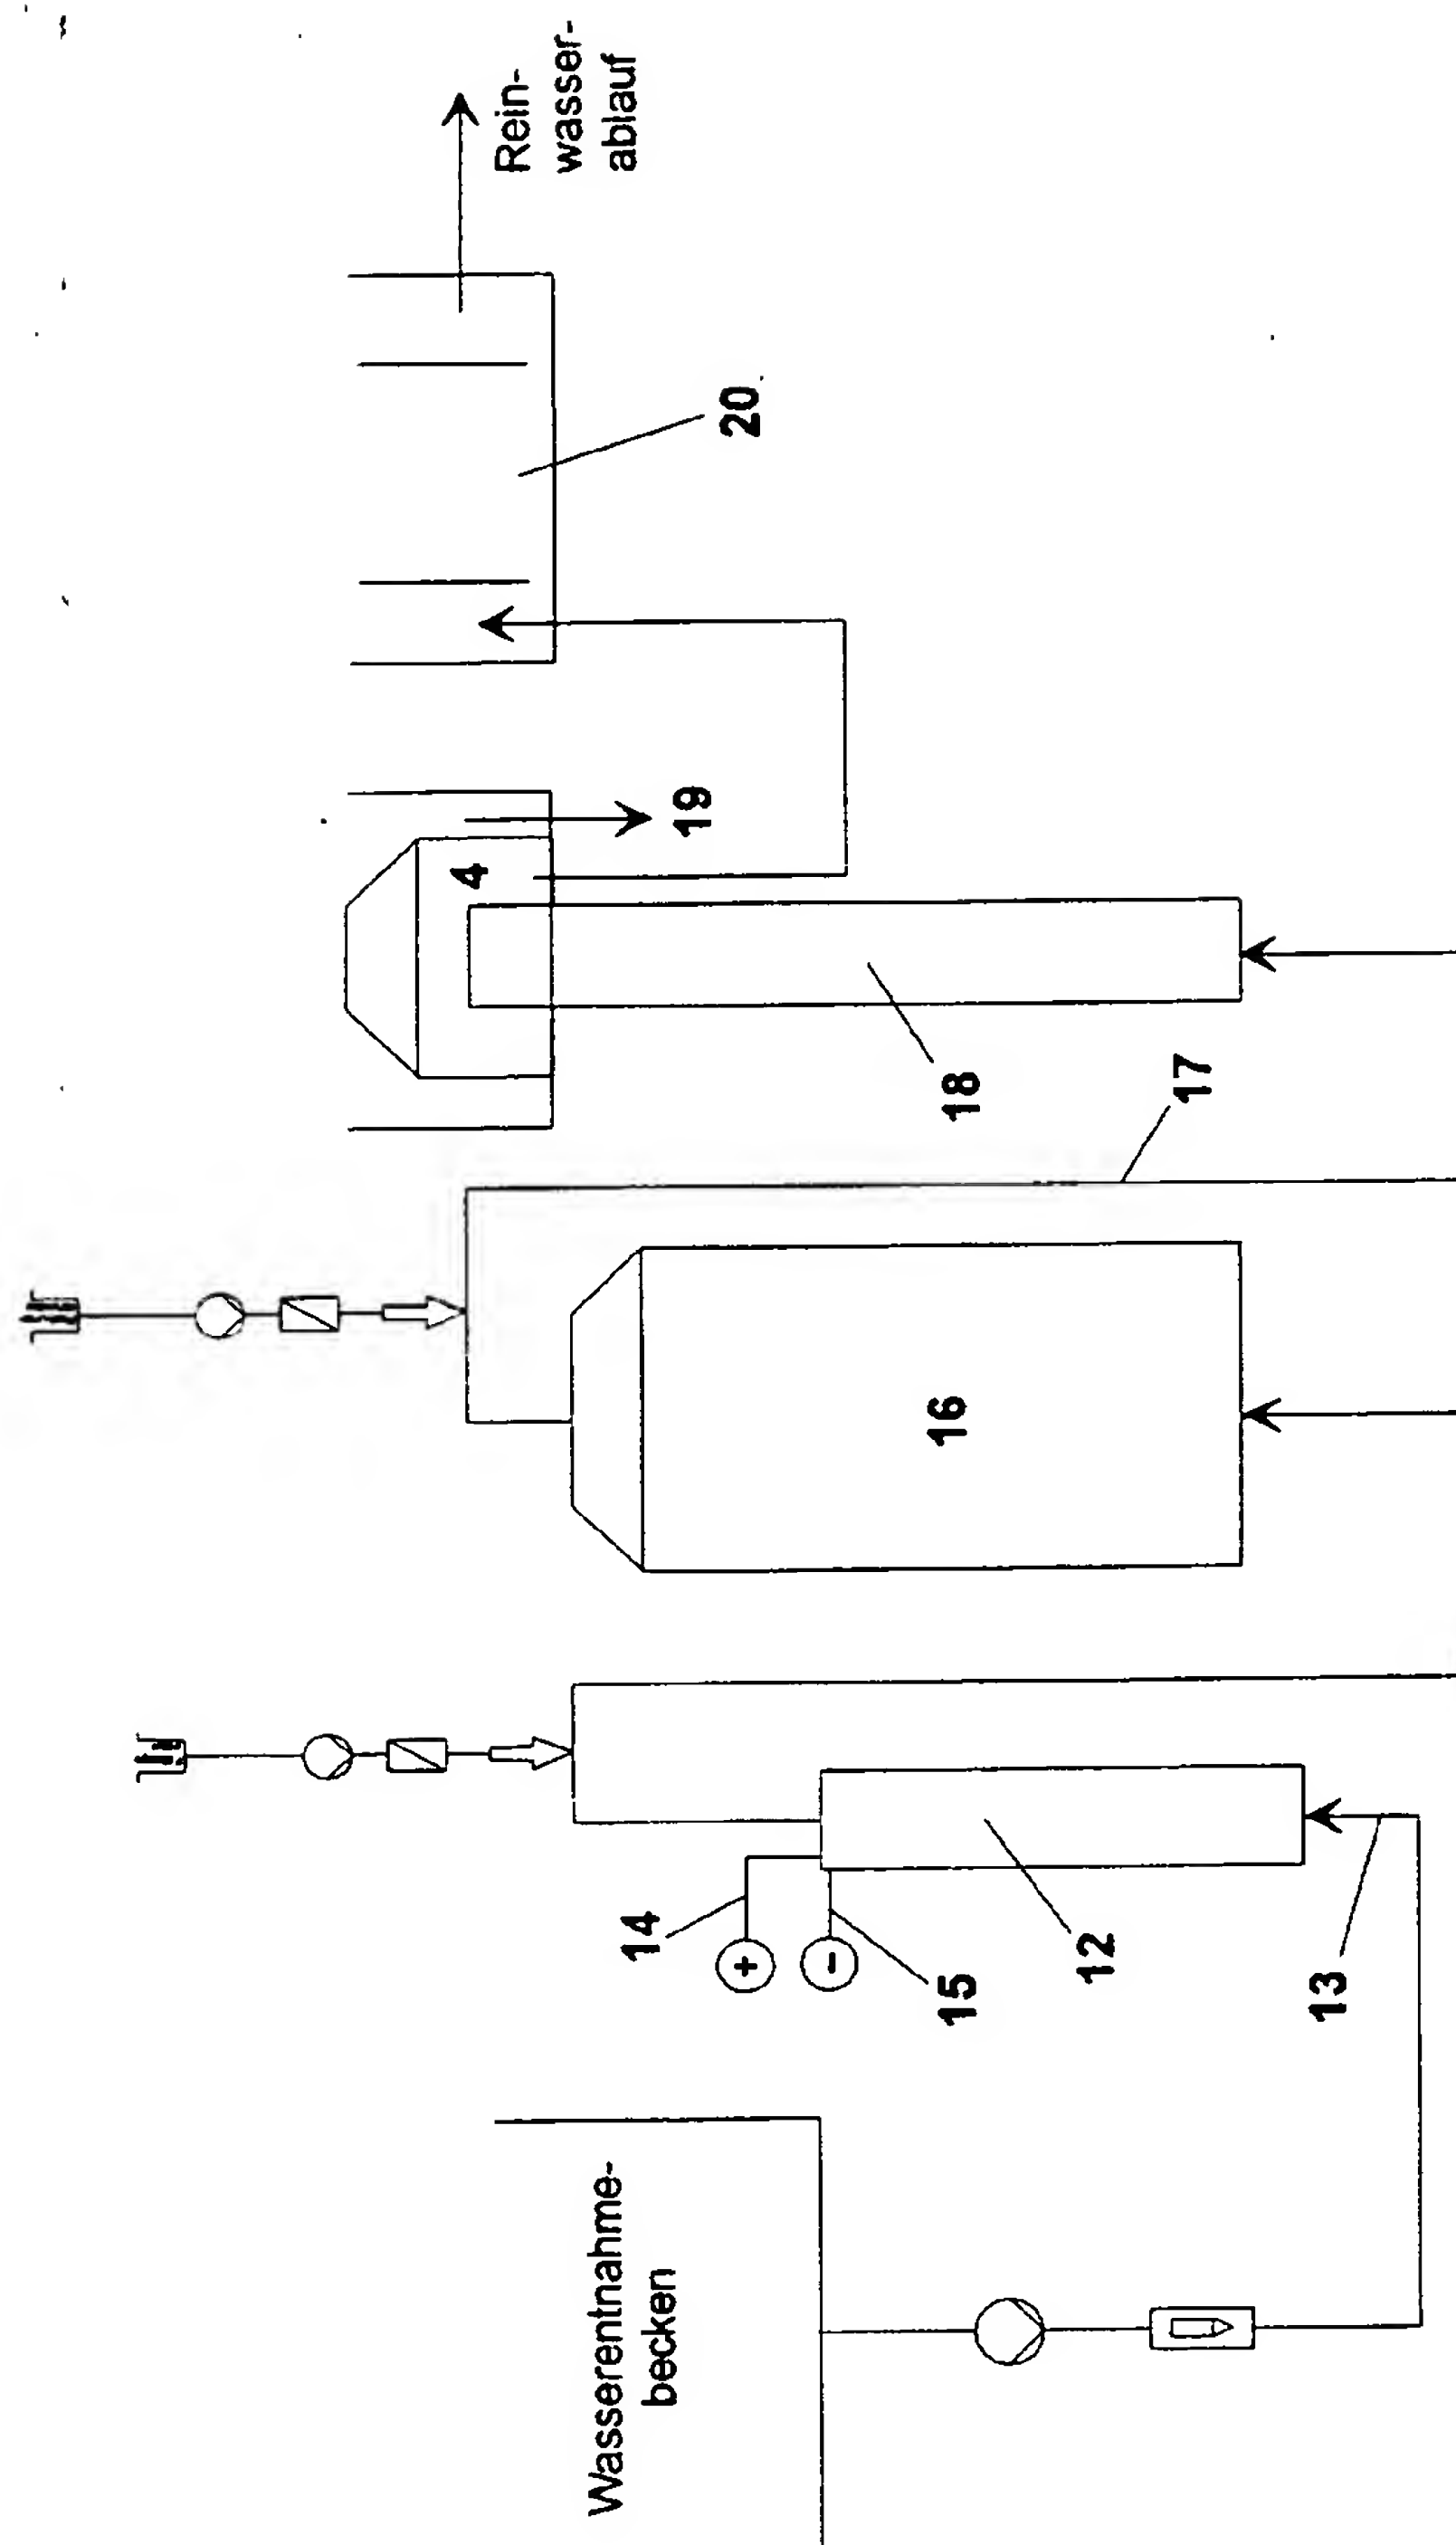 Wasserentnahme-
becken
14
+
-
15
12
13
16
17
18
4
19
20
Rein-
wasser-
ablauf